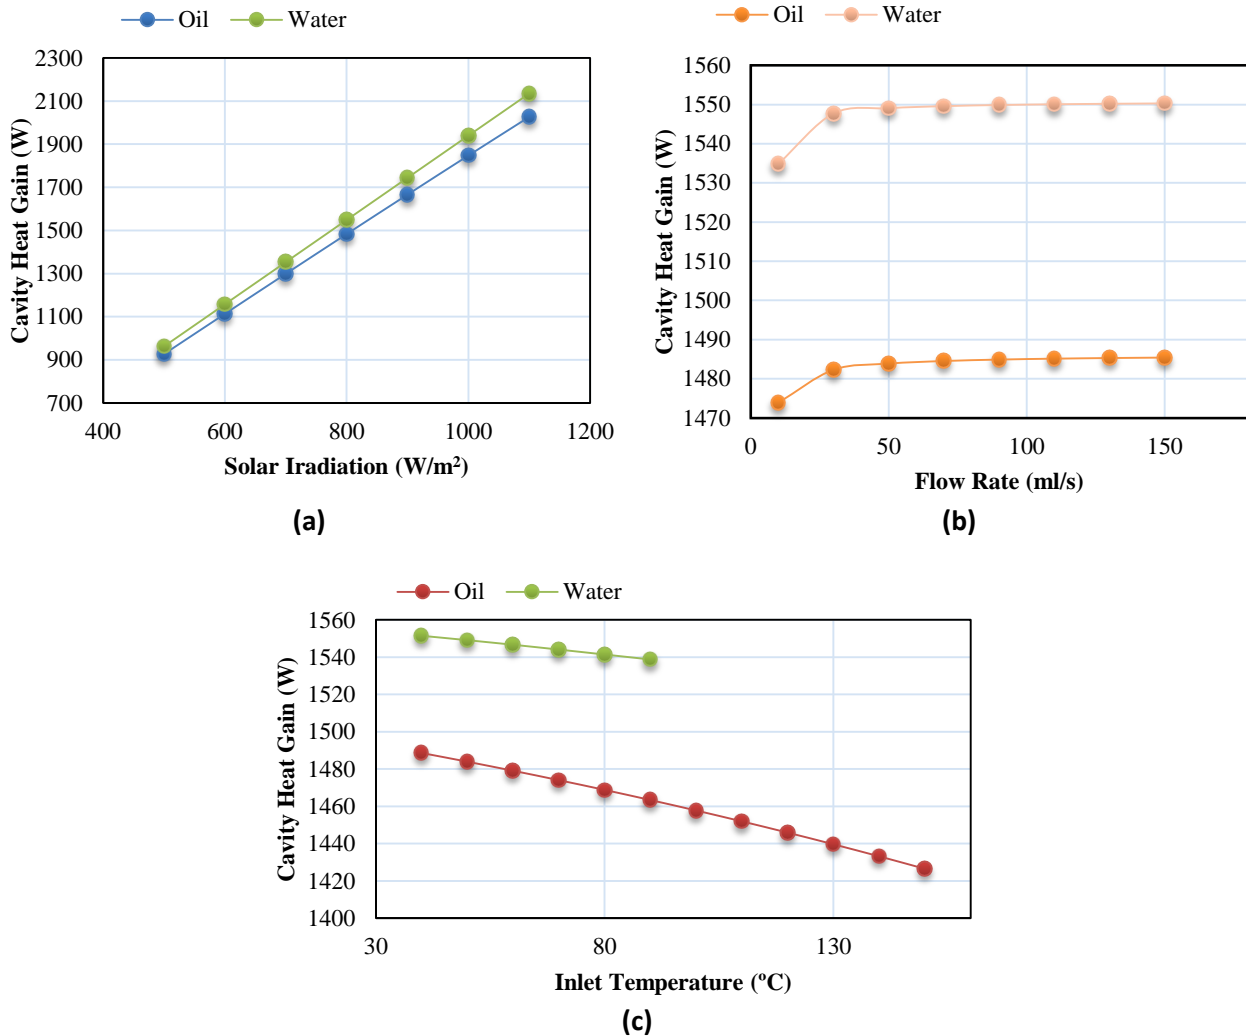 Oil Water
2300
2100
1900
1700
1500
1300
1100
900
700
400 600 800 1000 1200
Cavity Heat Gain (W)
Solar Iradiation (W/m²)
(a)
Oil Water
1560
1550
1540
1530
1520
1510
1500
1490
1480
1470
0 50 100 150
Cavity Heat Gain (W)
Flow Rate (ml/s)
(b)
Oil Water
1560
1540
1520
1500
1480
1460
1440
1420
1400
30 80 130
Cavity Heat Gain (W)
Inlet Temperature (ºC)
(c)